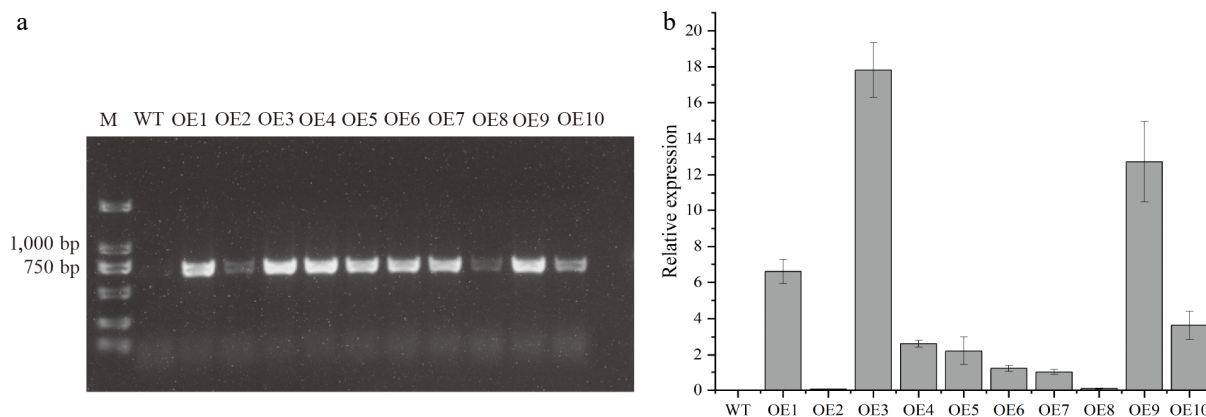 a
M WT OE1 OE2 OE3 OE4 OE5 OE6 OE7 OE8 OE9 OE10
1,000 bp
750 bp
b
Relative expression
20
18
16
14
12
10
8
6
4
2
0
WT OE1 OE2 OE3 OE4 OE5 OE6 OE7 OE8 OE9 OE10